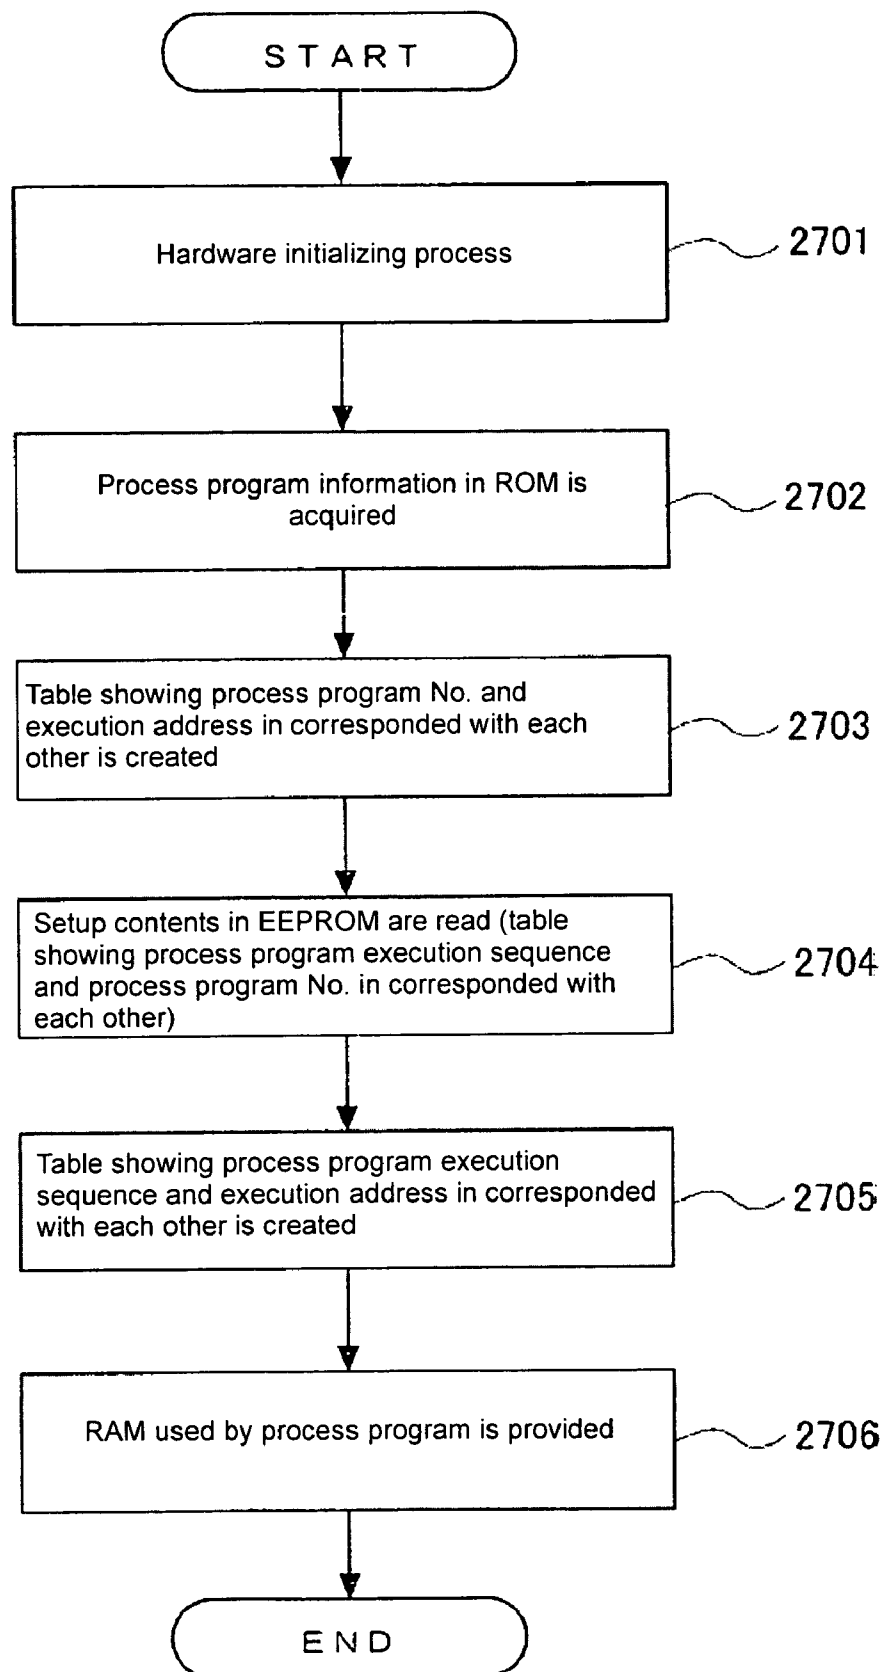 START
Hardware initializing process
2701
Process program information in ROM is
acquired
2702
Table showing process program No. and
execution address in corresponded with each
other is created
2703
Setup contents in EEPROM are read (table
showing process program execution sequence
and process program No. in corresponded with
each other)
2704
Table showing process program execution
sequence and execution address in corresponded
with each other is created
2705
RAM used by process program is provided
2706
END